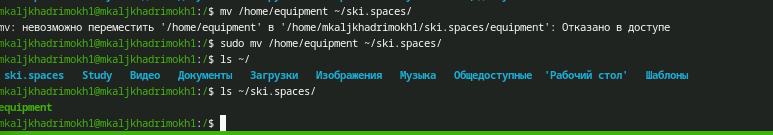 mkaljkhadrimokh1@mkaljkhadrimokh1:/$ mv /home/equipment ~/ski.spaces/
mv: невозможно переместить '/home/equipment' в '/home/mkaljkhadrimokh1/ski.spaces/equipment': Отказано в доступе
mkaljkhadrimokh1@mkaljkhadrimokh1:/$ sudo mv /home/equipment ~/ski.spaces/
mkaljkhadrimokh1@mkaljkhadrimokh1:/$ ls ~/
ski.spaces Study Видео Документы Загрузки Изображения Музыка Общедоступные 'Рабочий стол' Шаблоны
mkaljkhadrimokh1@mkaljkhadrimokh1:/$ ls ~/ski.spaces/
equipment
mkaljkhadrimokh1@mkaljkhadrimokh1:/$